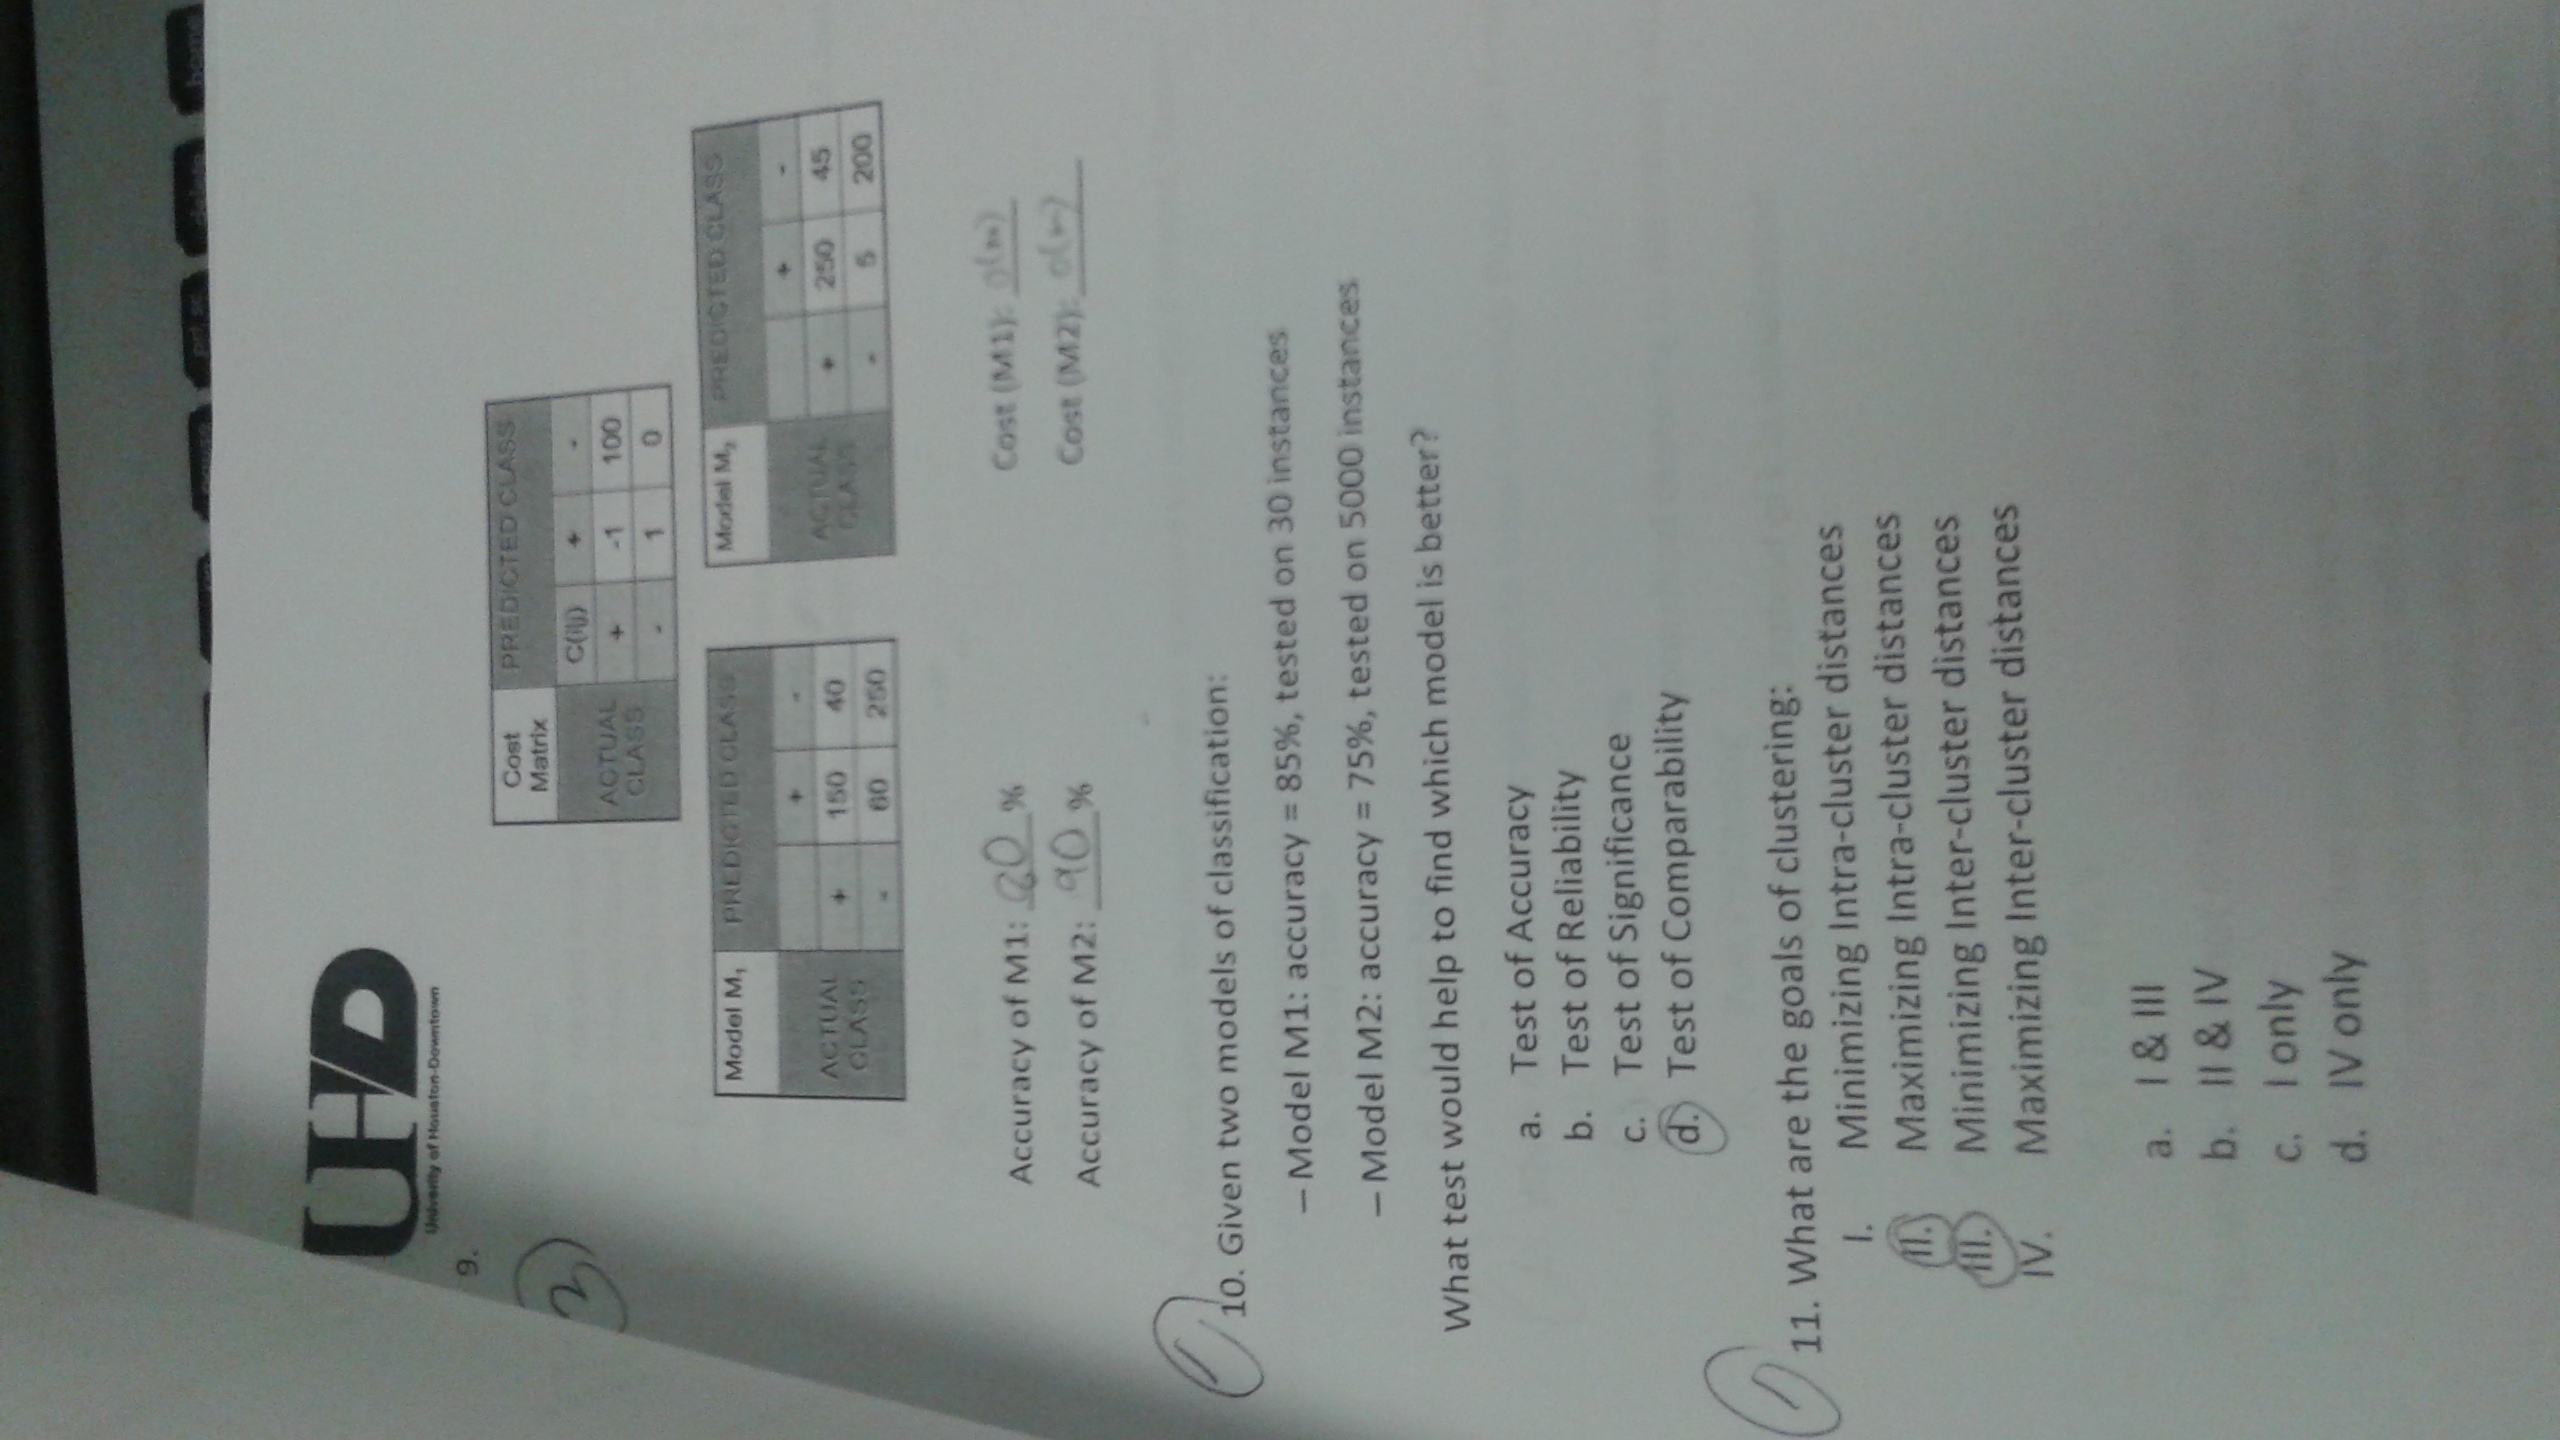 pause prt sc delete home
UHD
Univerity of Houston-Downtown
9.
3
Cost Matrix PREDICTED CLASS
ACTUAL CLASS C(i|j) + -
+ -1 100
- 1 0
Model M1 PREDICTED CLASS
ACTUAL CLASS + -
+ 150 40
- 60 250
Model M2 PREDICTED CLASS
ACTUAL CLASS + -
+ 250 45
- 5 200
Accuracy of M1: 80 %
Cost (M1):
Accuracy of M2: 90 %
Cost (M2):
10. Given two models of classification:
– Model M1: accuracy = 85%, tested on 30 instances
– Model M2: accuracy = 75%, tested on 5000 instances
What test would help to find which model is better?
a. Test of Accuracy
b. Test of Reliability
c. Test of Significance
d. Test of Comparability
11. What are the goals of clustering:
I. Minimizing Intra-cluster distances
II. Maximizing Intra-cluster distances
III. Minimizing Inter-cluster distances
IV. Maximizing Inter-cluster distances
a. I & III
b. II & IV
c. I only
d. IV only